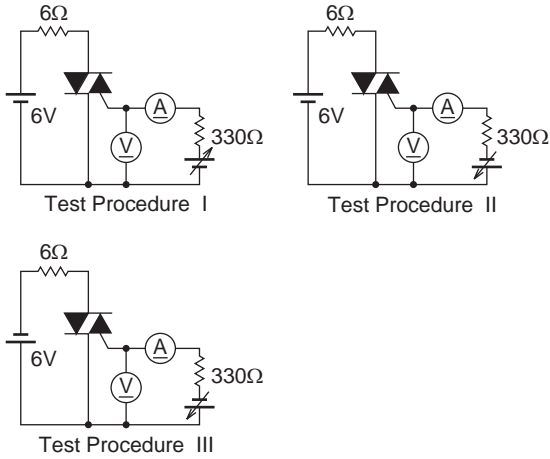 6Ω
6V
A
V
330Ω
Test Procedure I
6Ω
6V
A
V
330Ω
Test Procedure II
6Ω
6V
A
V
330Ω
Test Procedure III